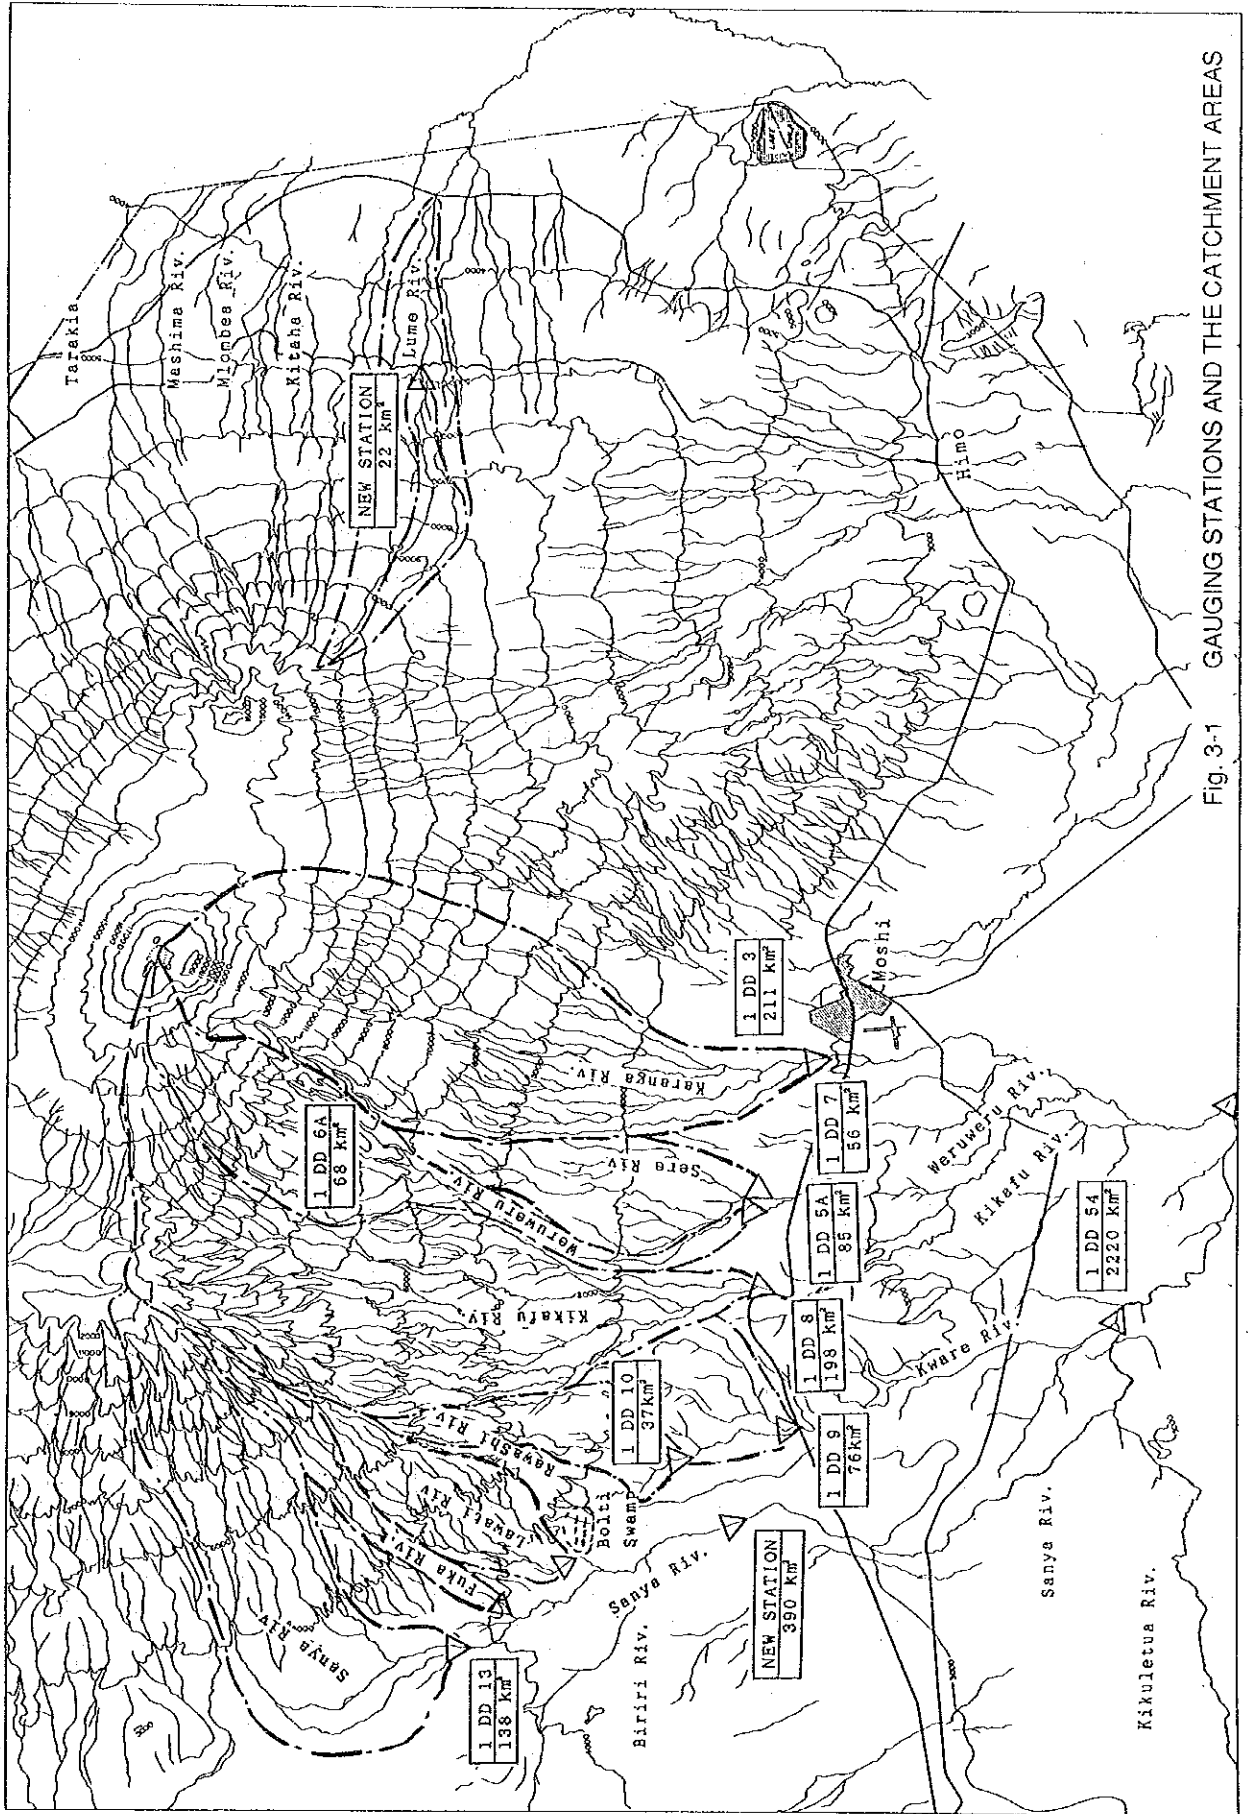 Tarakia
Mashima Riv.
Mlombea Riv.
Kitaha Riv.
NEW STATION
22 km²
Lume Riv.
Himo
1 DD 3
211 km²
Moshi
Karanga Riv.
1 DD 6A
68 km²
1 DD 7
56 km²
Sere Riv
Weruweru Riv.
Weruweru Riv.
Kikafu Riv.
1 DD 5A
85 km²
Kikafu Riv.
1 DD 8
198 km²
1 DD 54
2220 km²
Kware Riv.
1 DD 10
37km²
1 DD 9
76km²
Rawashi Riv.
Lawati Riv
Fuka Riv.
Bolti
Swamp
Sanya Riv
Sanya Riv.
1 DD 13
138 km²
Biriri Riv.
NEW STATION
390 km²
Sanya Riv.
Kikuletua Riv.
Fig. 3-1 GAUGING STATIONS AND THE CATCHMENT AREAS